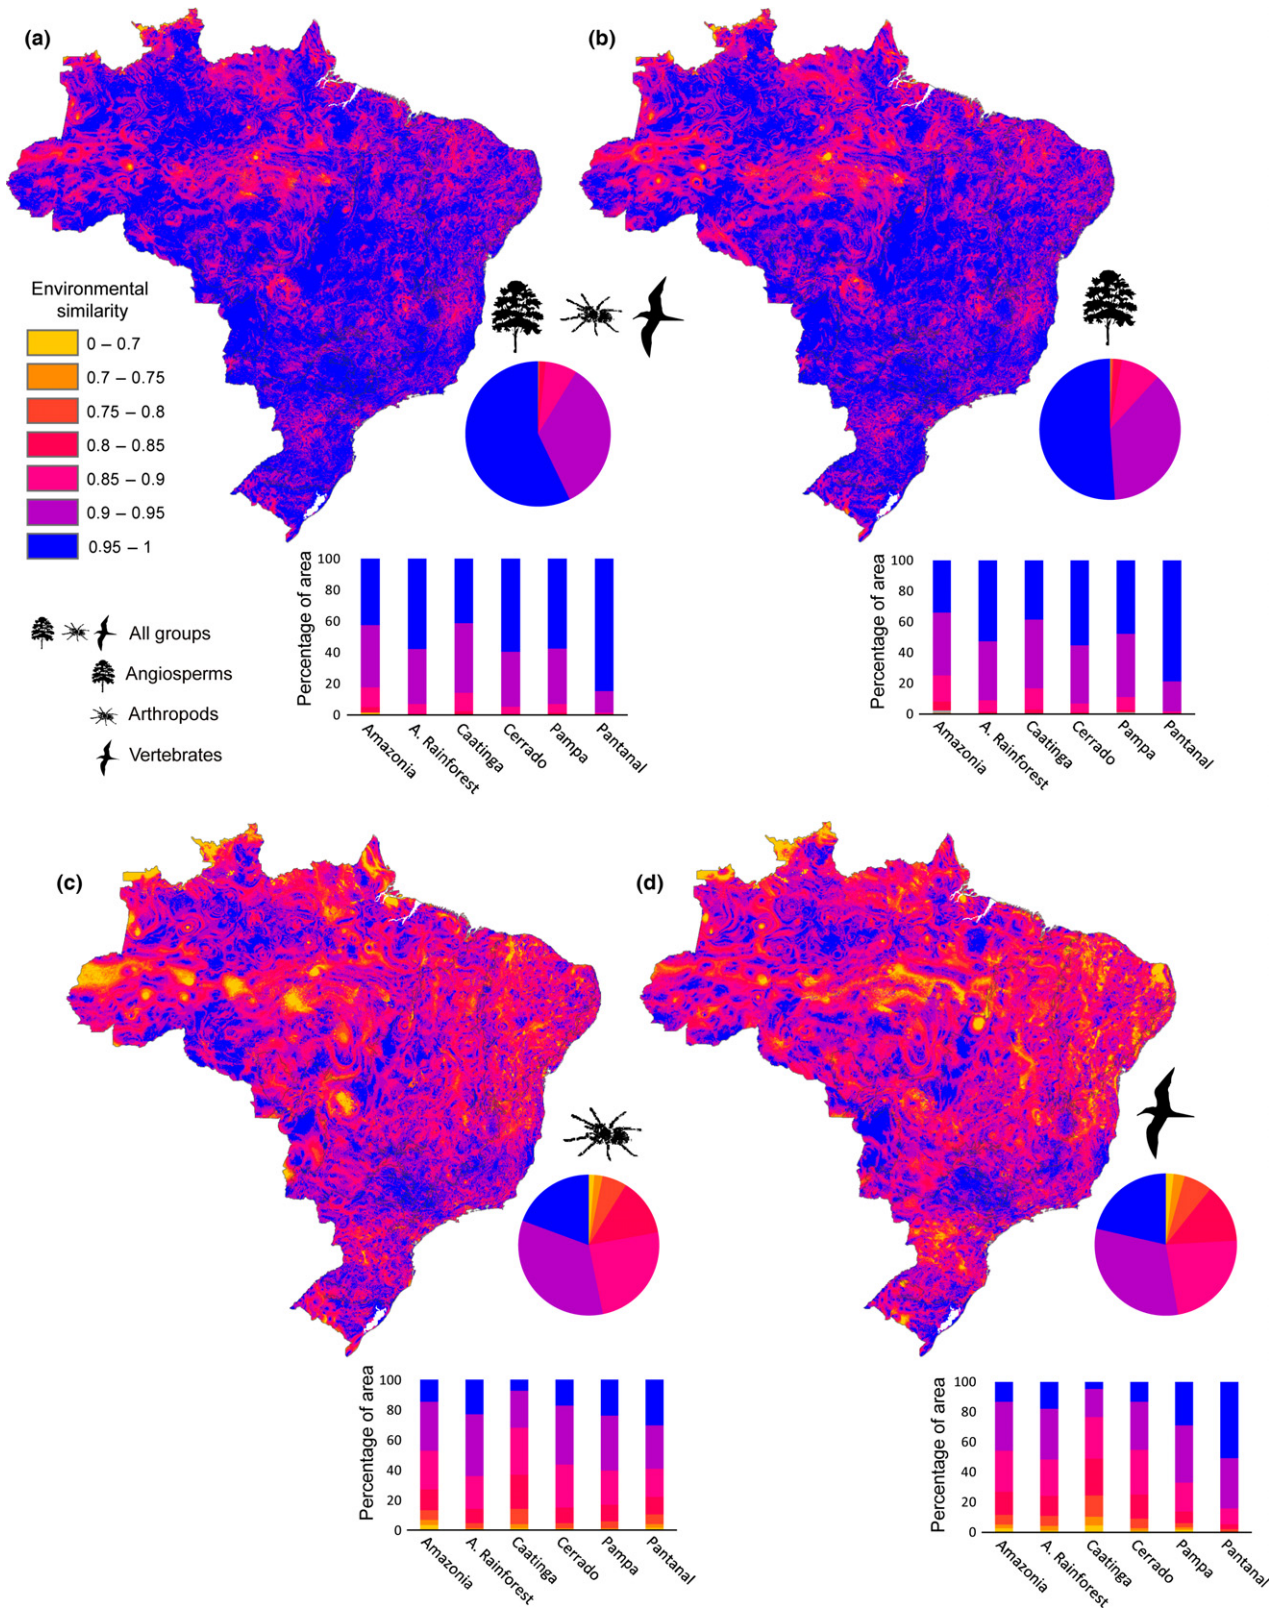 (a)
(b)
Environmental
similarity
0 – 0.7
0.7 – 0.75
0.75 – 0.8
0.8 – 0.85
0.85 – 0.9
0.9 – 0.95
0.95 – 1
All groups
Angiosperms
Arthropods
Vertebrates
Percentage of area
100
80
60
40
20
0
Amazonia
A. Rainforest
Caatinga
Cerrado
Pampa
Pantanal
Percentage of area
100
80
60
40
20
0
Amazonia
A. Rainforest
Caatinga
Cerrado
Pampa
Pantanal
(c)
(d)
Percentage of area
100
80
60
40
20
0
Amazonia
A. Rainforest
Caatinga
Cerrado
Pampa
Pantanal
Percentage of area
100
80
60
40
20
0
Amazonia
A. Rainforest
Caatinga
Cerrado
Pampa
Pantanal